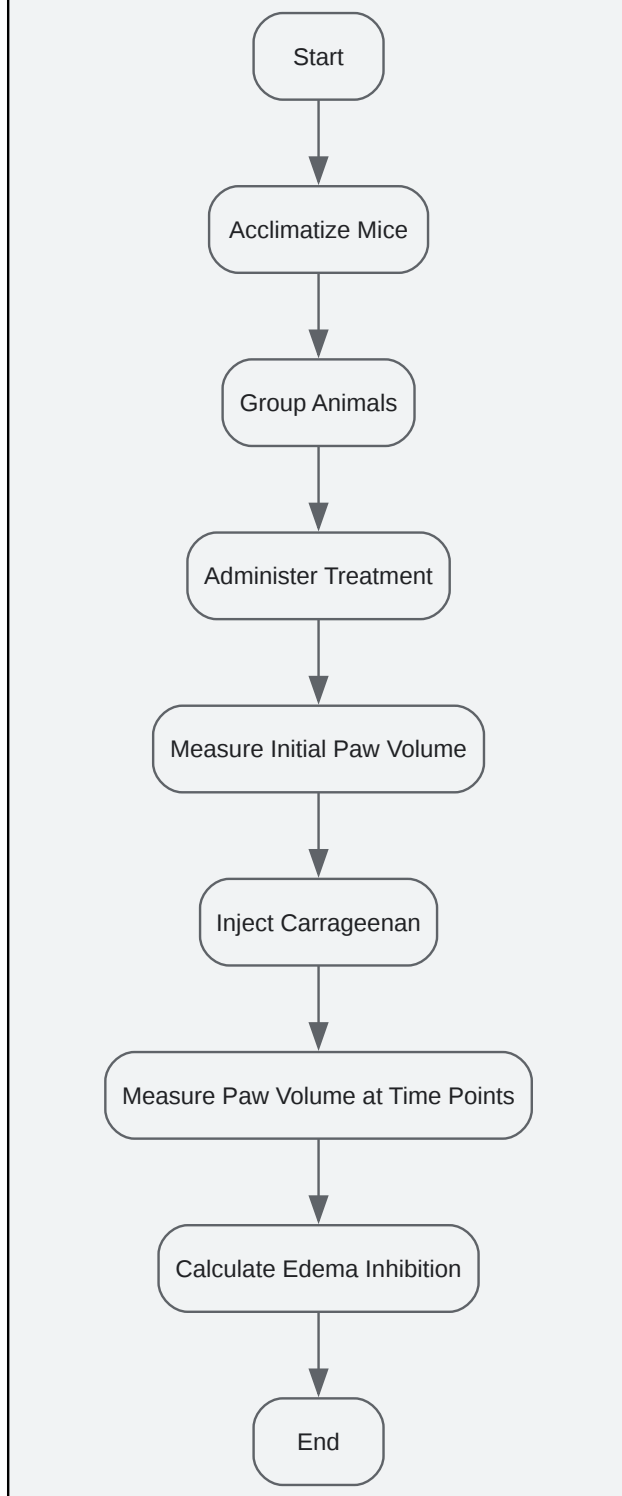 Start
Acclimatize Mice
Group Animals
Administer Treatment
Measure Initial Paw Volume
Inject Carrageenan
Measure Paw Volume at Time Points
Calculate Edema Inhibition
End